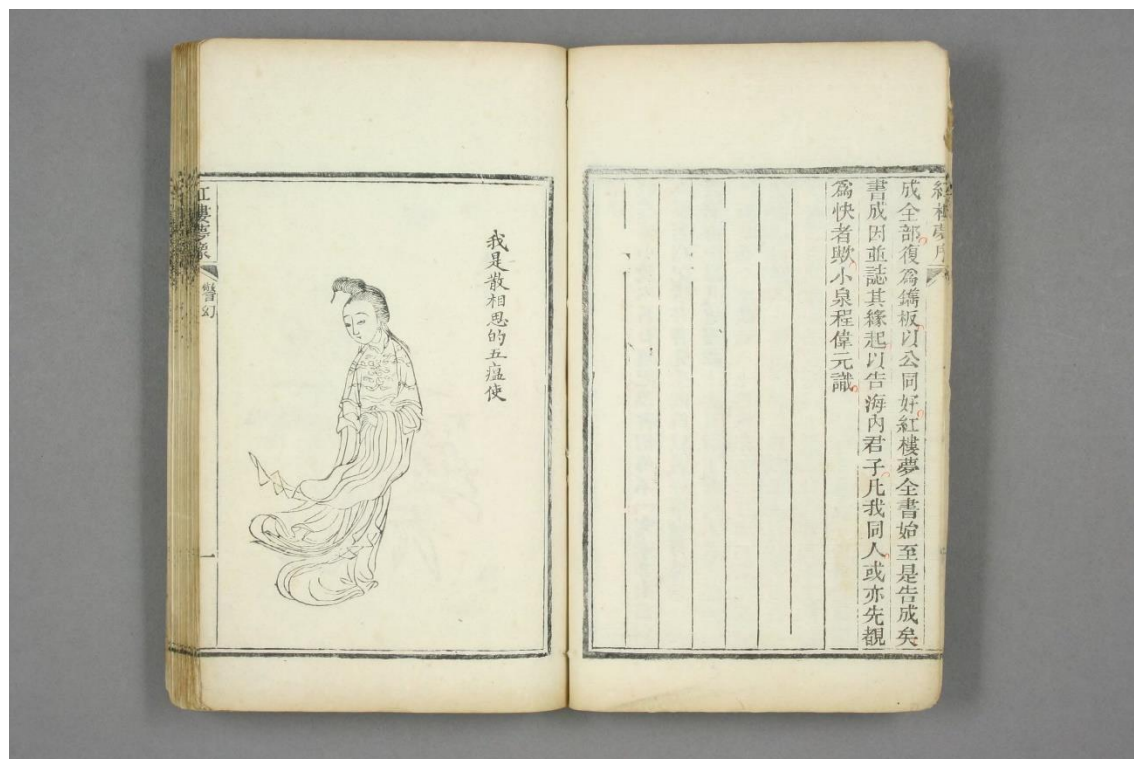 紅樓夢序
成全部復爲鐫板以公同好紅樓夢全書始至是告成矣
書成因並誌其緣起以告海內君子凡我同人或亦先覩
爲快者歟小泉程偉元識
我是散相思的五瘟使
紅樓夢像
警幻
一